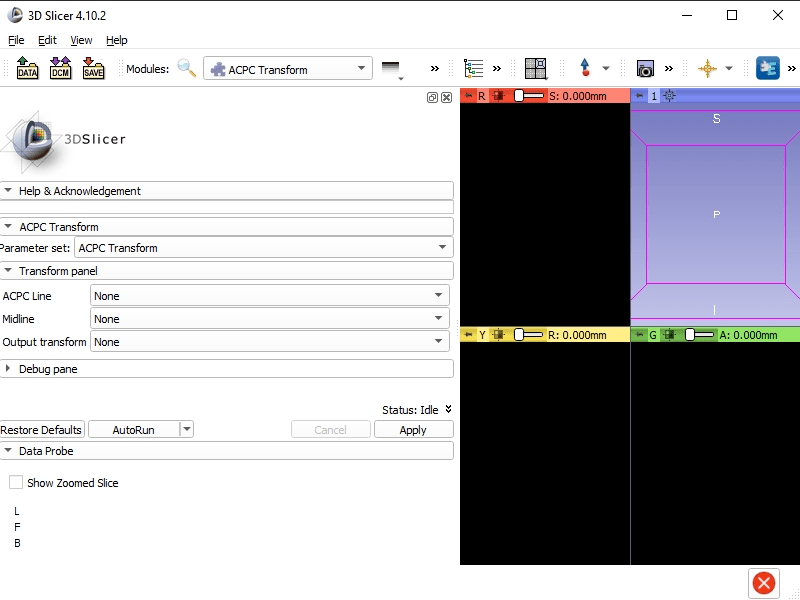 3D Slicer 4.10.2
File Edit View Help
DATA DCM SAVE Modules: ACPC Transform
R S: 0.000mm 1
S
3DSlicer
Help & Acknowledgement
P
ACPC Transform
Parameter set: ACPC Transform
Transform panel
ACPC Line None
I
Midline None
Y R: 0.000mm G A: 0.000mm
Output transform None
Debug pane
Status: Idle
Restore Defaults AutoRun Cancel Apply
Data Probe
Show Zoomed Slice
L
F
B